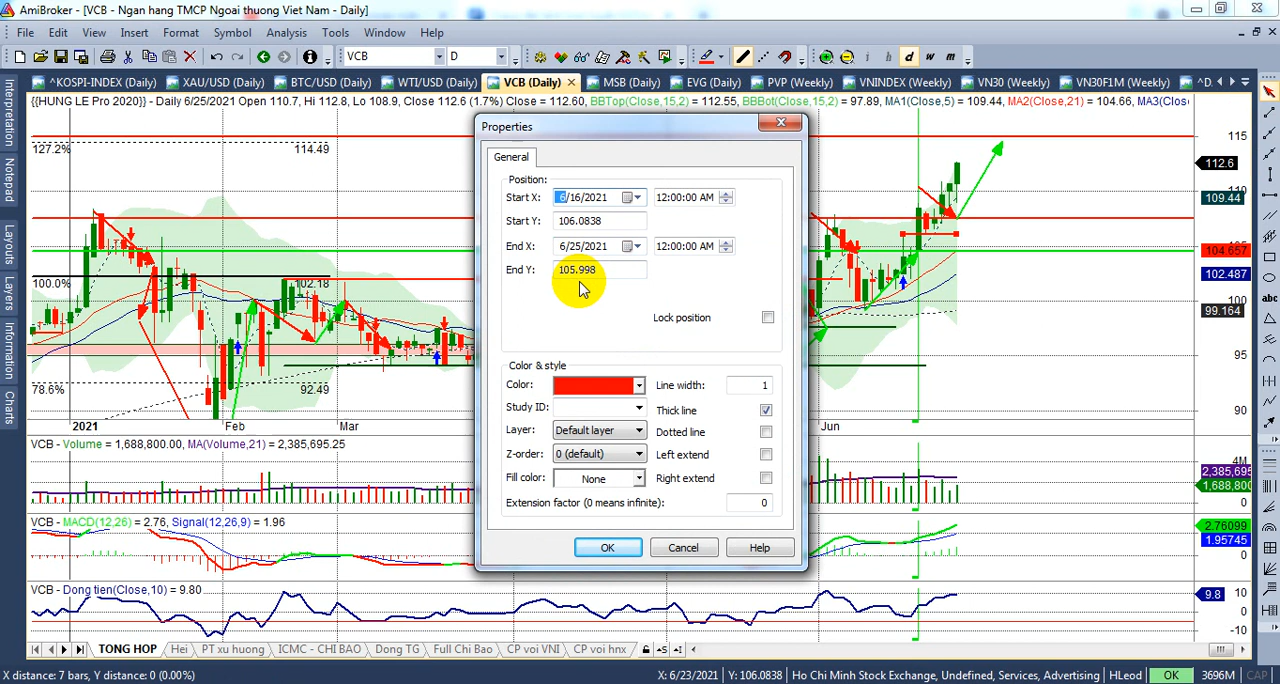 AmiBroker - [VCB - Ngan hang TMCP Ngoai thuong Viet Nam - Daily]
File Edit View Insert Format Symbol Analysis Tools Window Help
VCB D d w m
^KOSPI-INDEX (Daily) XAU/USD (Daily) BTC/USD (Daily) WTI/USD (Daily) VCB (Daily) MSB (Daily) EVG (Daily) PVP (Weekly) VNINDEX (Weekly) VN30 (Weekly) VN30F1M (Weekly) ^D
{{HUNG LE Pro 2020}} - Daily 6/25/2021 Open 110.7, Hi 112.8, Lo 108.9, Close 112.6 (1.7%) Close = 112.60, BBTop(Close,15,2) = 112.55, BBBot(Close,15,2) = 97.89, MA1(Close,5) = 109.44, MA2(Close,21) = 104.66, MA3(Clos
Interpretation
Notepad
Layouts
Layers
Information
Charts
abc
127.2% 114.49
100.0% 102.18
78.6% 92.49
115
112.6
110
109.44
105
104.657
102.487
100
99.164
95
90
2021 Feb Mar Jun
Properties
General
Position:
Start X: 6/16/2021 12:00:00 AM
Start Y: 106.0838
End X: 6/25/2021 12:00:00 AM
End Y: 105.998
Lock position
Color & style
Color: Line width: 1
Study ID: Thick line
Layer: Default layer Dotted line
Z-order: 0 (default) Left extend
Fill color: None Right extend
Extension factor (0 means infinite): 0
OK Cancel Help
VCB - Volume = 1,688,800.00, MA(Volume,21) = 2,385,695.25
4M
2,385,695
1,688,800
0
VCB - MACD(12,26) = 2.76, Signal(12,26,9) = 1.96
2.76099
1.95745
0
VCB - Dong tien(Close,10) = 9.80
9.8
10
0
-10
TONG HOP Hei PT xu huong ICMC - CHI BAO Dong TG Full Chi Bao CP voi VNI CP voi hnx
X distance: 7 bars, Y distance: 0 (0.00%) X: 6/23/2021 Y: 106.0838 Ho Chi Minh Stock Exchange, Undefined, Services, Advertising HLeod OK 3696M CAP